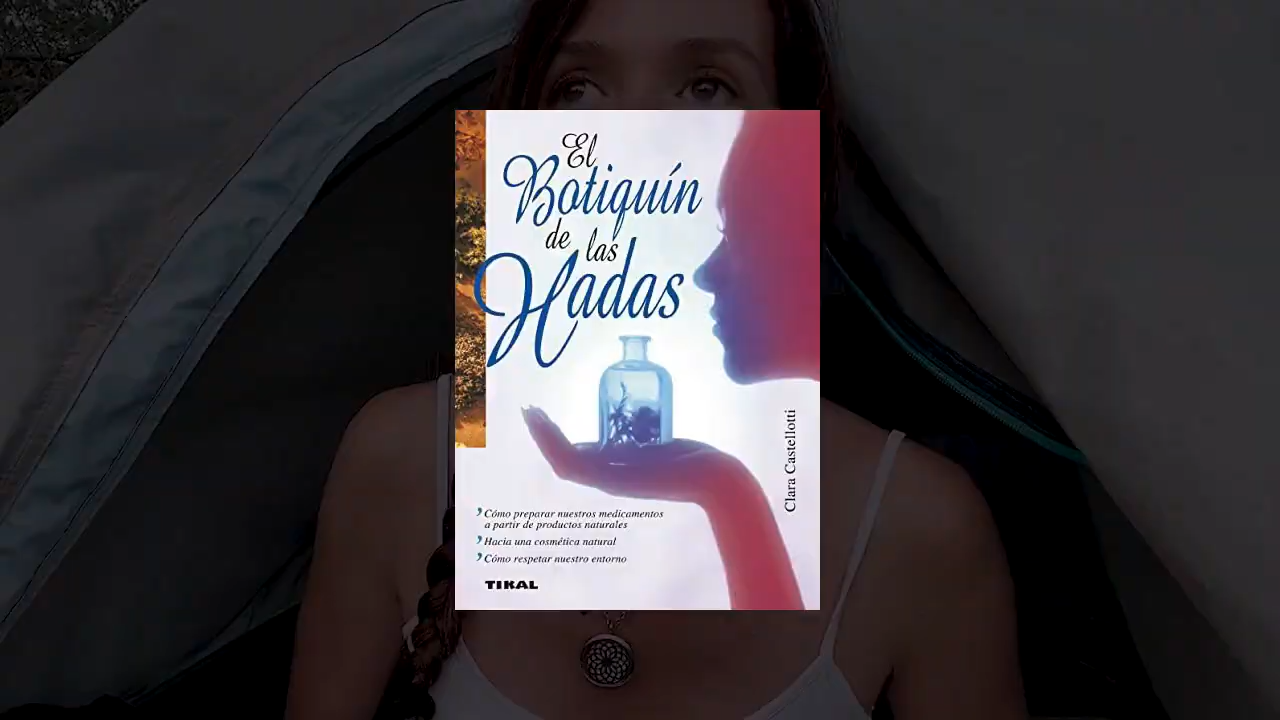 El
Botiquín
de las
Hadas
Clara Castellotti
Cómo preparar nuestros medicamentos
a partir de productos naturales
Hacia una cosmética natural
Cómo respetar nuestro entorno
TIKAL